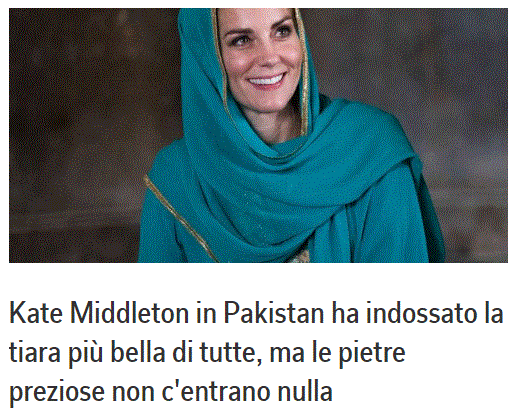 Kate Middleton in Pakistan ha indossato la
tiara più bella di tutte, ma le pietre
preziose non c'entrano nulla